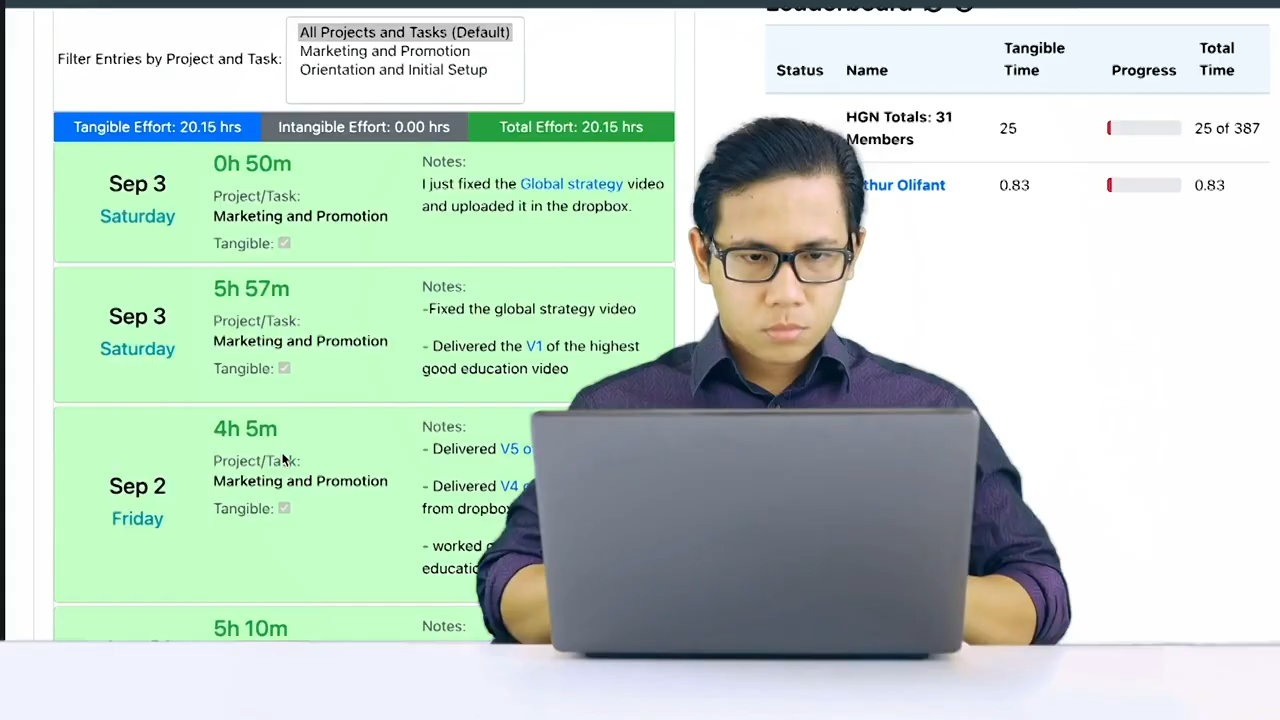 Filter Entries by Project and Task:
All Projects and Tasks (Default)
Marketing and Promotion
Orientation and Initial Setup
Tangible Effort: 20.15 hrs
Intangible Effort: 0.00 hrs
Total Effort: 20.15 hrs
Sep 3
Saturday
0h 50m
Project/Task:
Marketing and Promotion
Tangible:
Notes:
I just fixed the Global strategy video
and uploaded it in the dropbox.
Sep 3
Saturday
5h 57m
Project/Task:
Marketing and Promotion
Tangible:
Notes:
-Fixed the global strategy video
- Delivered the V1 of the highest
good education video
Sep 2
Friday
4h 5m
Project/Task:
Marketing and Promotion
Tangible:
Notes:
- Delivered V5
- Delivered V4
from
- worked
5h 10m
Notes:
Leaderboard
Status
Name
Tangible
Time
Progress
Total
Time
HGN Totals: 31
Members
25
25 of 387
Olifant
0.83
0.83